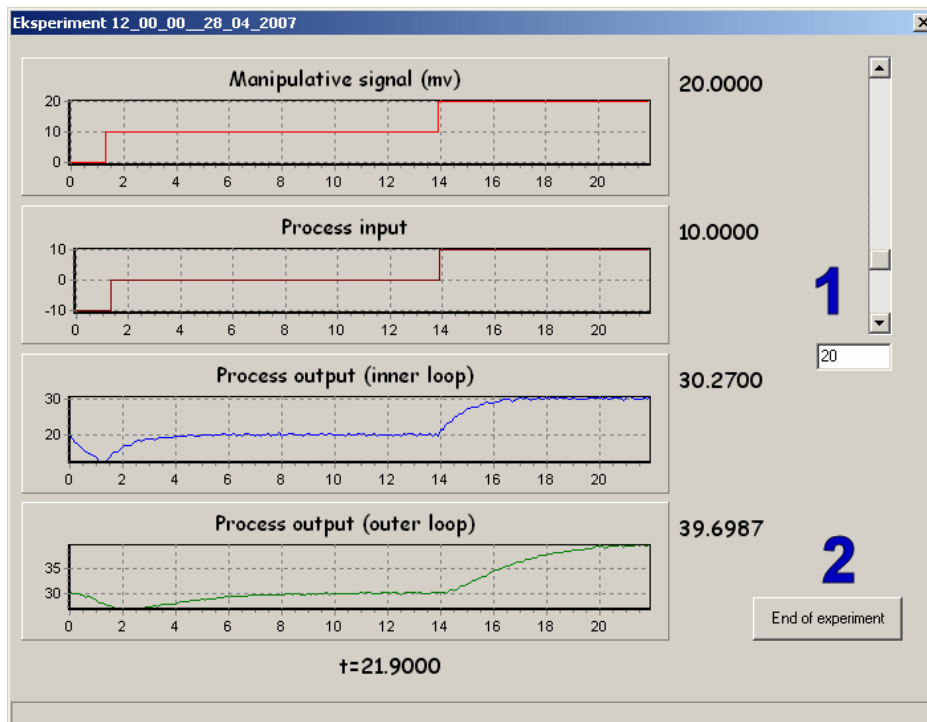 Eksperiment 12_00_00__28_04_2007
Manipulative signal (mv)
20.0000
20
10
0
0 2 4 6 8 10 12 14 16 18 20
Process input
10.0000
10
0
-10
0 2 4 6 8 10 12 14 16 18 20
1
20
Process output (inner loop)
30.2700
30
20
0 2 4 6 8 10 12 14 16 18 20
Process output (outer loop)
39.6987
35
30
0 2 4 6 8 10 12 14 16 18 20
2
End of experiment
t=21.9000